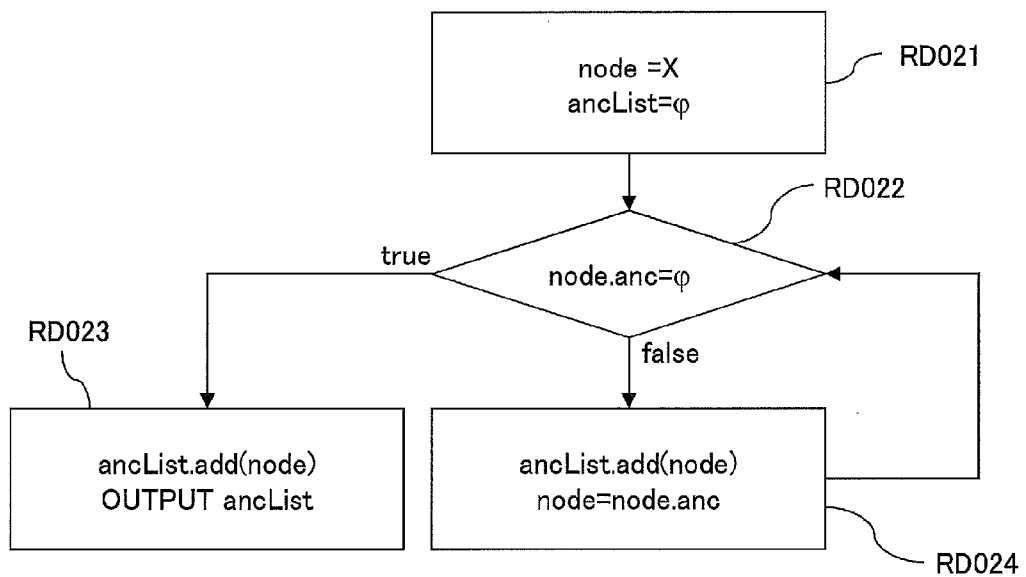 node =X
ancList=φ
RD021
RD022
true
node.anc=φ
RD023
false
ancList.add(node)
OUTPUT ancList
ancList.add(node)
node=node.anc
RD024